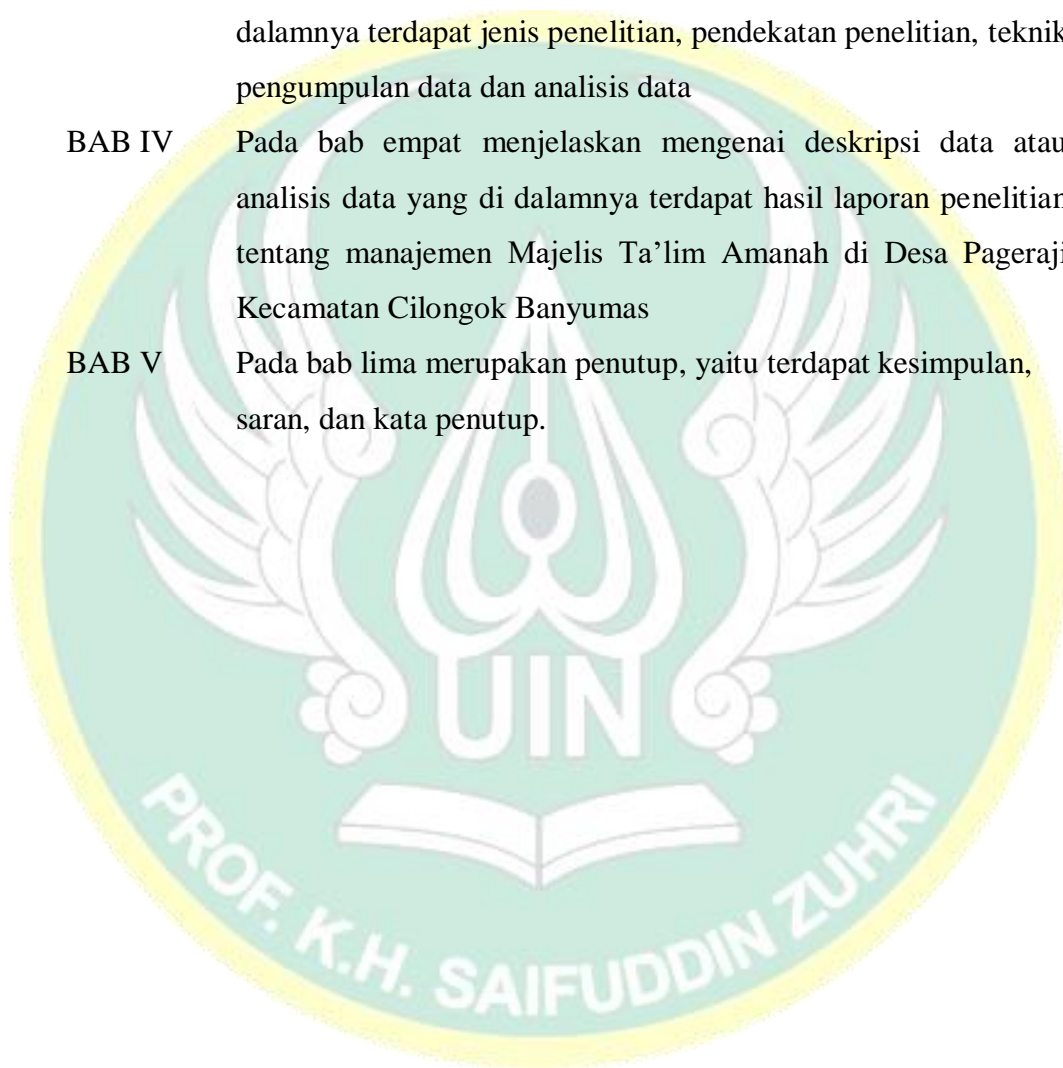 dalamnya terdapat jenis penelitian, pendekatan penelitian, teknik
pengumpulan data dan analisis data
BAB IV Pada bab empat menjelaskan mengenai deskripsi data atau
analisis data yang di dalamnya terdapat hasil laporan penelitian
tentang manajemen Majelis Ta’lim Amanah di Desa Pageraji
Kecamatan Cilongok Banyumas
BAB V Pada bab lima merupakan penutup, yaitu terdapat kesimpulan,
saran, dan kata penutup.
UIN
PROF. K.H. SAIFUDDIN ZUHRI